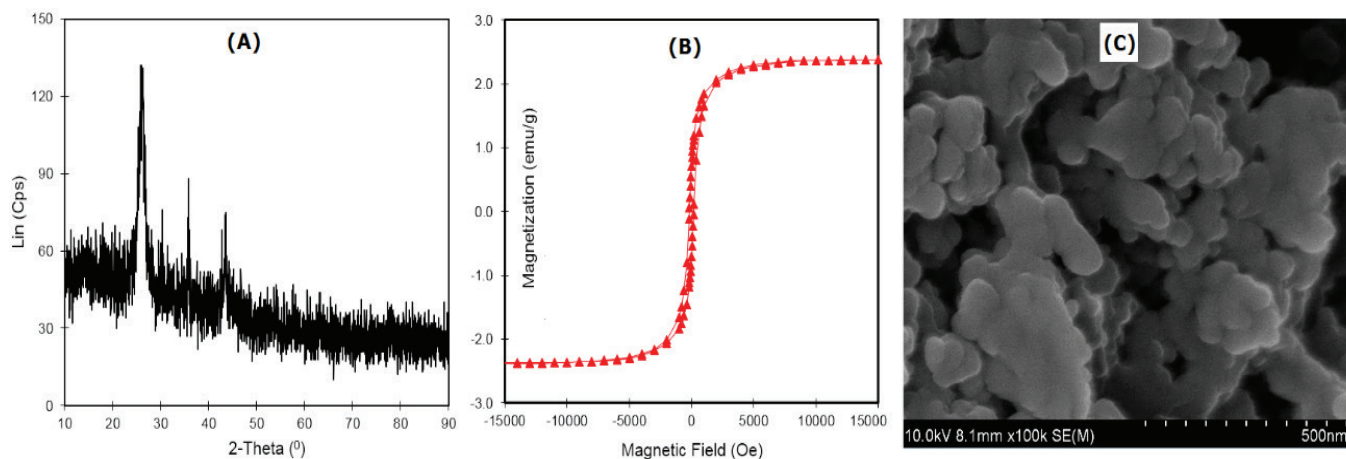 (A)
150
120
90
60
30
0
Lin (Cps)
10 20 30 40 50 60 70 80 90
2-Theta (⁰)
(B)
3.0
2.0
1.0
0.0
-1.0
-2.0
-3.0
Magnetization (emu/g)
-15000 -10000 -5000 0 5000 10000 15000
Magnetic Field (Oe)
(C)
10.0kV 8.1mm x100k SE(M) 500nm